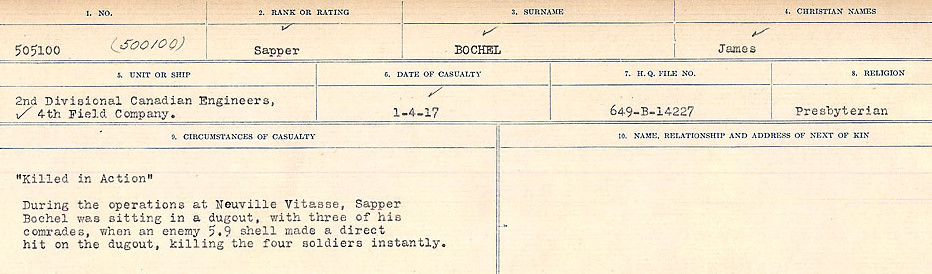 1. NO. 2. RANK OR RATING 3. SURNAME 4. CHRISTIAN NAMES
505100 (500100) Sapper BOCHEL James
5. UNIT OR SHIP 6. DATE OF CASUALTY 7. H.Q. FILE NO. 8. RELIGION
2nd Divisional Canadian Engineers,
4th Field Company. 1-4-17 649-B-14227 Presbyterian
9. CIRCUMSTANCES OF CASUALTY 10. NAME, RELATIONSHIP AND ADDRESS OF NEXT OF KIN
"Killed in Action"
During the operations at Neuville Vitasse, Sapper
Bochel was sitting in a dugout, with three of his
comrades, when an enemy 5.9 shell made a direct
hit on the dugout, killing the four soldiers instantly.